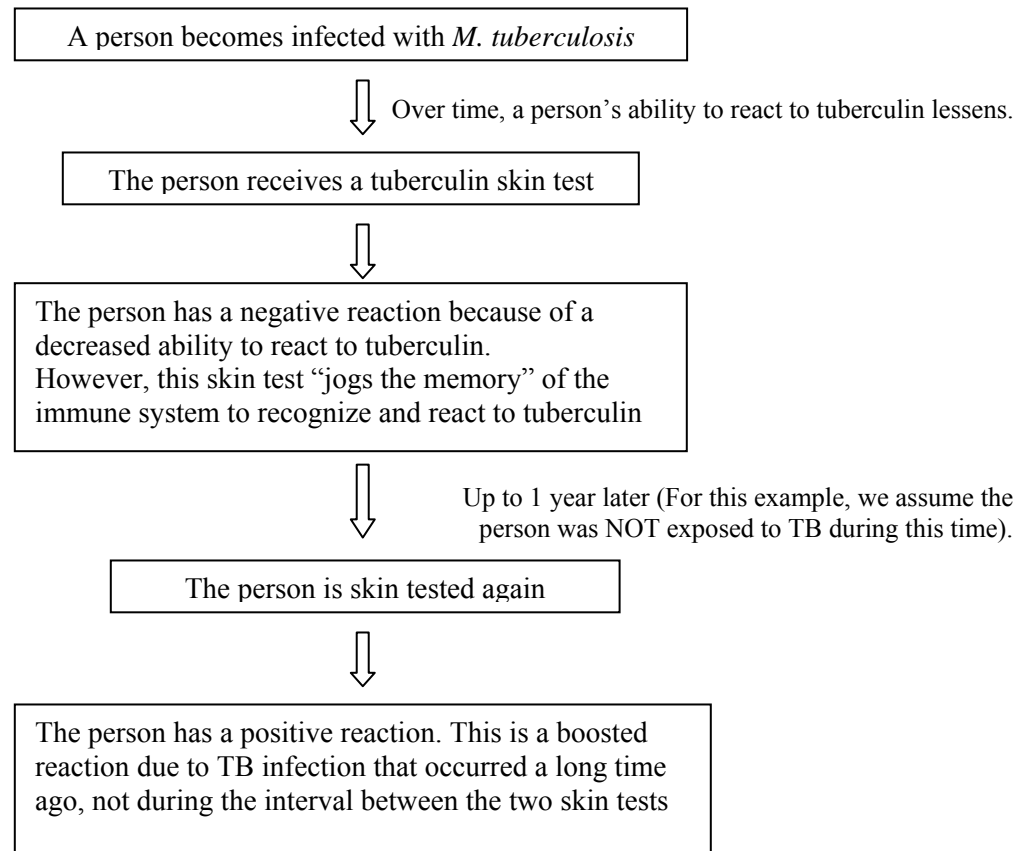 A person becomes infected with M. tuberculosis
Over time, a person’s ability to react to tuberculin lessens.
The person receives a tuberculin skin test
The person has a negative reaction because of a
decreased ability to react to tuberculin.
However, this skin test “jogs the memory” of the
immune system to recognize and react to tuberculin
Up to 1 year later (For this example, we assume the
person was NOT exposed to TB during this time).
The person is skin tested again
The person has a positive reaction. This is a boosted
reaction due to TB infection that occurred a long time
ago, not during the interval between the two skin tests